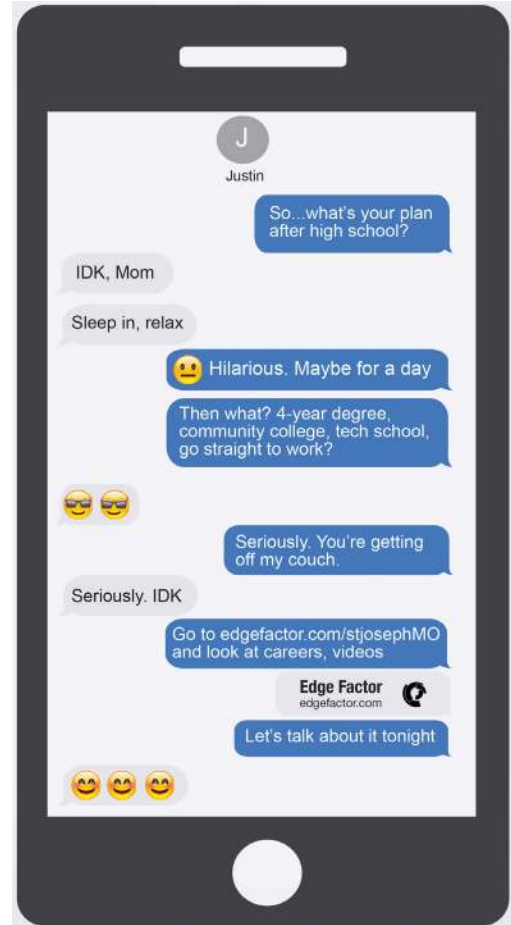 J
Justin
So...what's your plan
after high school?
IDK, Mom
Sleep in, relax
😐 Hilarious. Maybe for a day
Then what? 4-year degree,
community college, tech school,
go straight to work?
😎 😎
Seriously. You're getting
off my couch.
Seriously. IDK
Go to edgefactor.com/stjosephMO
and look at careers, videos
Edge Factor
edgefactor.com
Let's talk about it tonight
😊 😊 😊